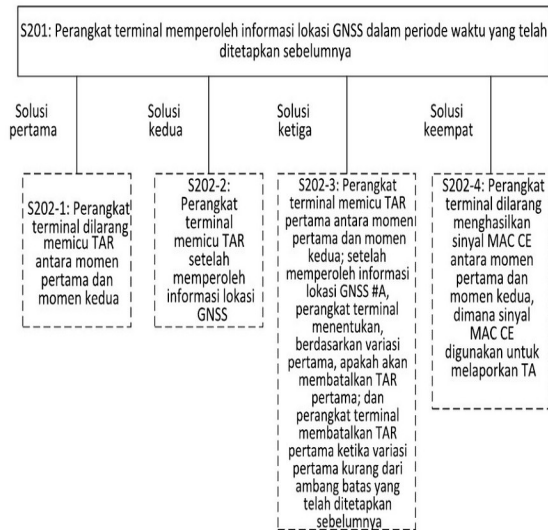 S201: Perangkat terminal memperoleh informasi lokasi GNSS dalam periode waktu yang telah
ditetapkan sebelumnya
Solusi
pertama
Solusi
kedua
Solusi
ketiga
Solusi
keempat
S202-1: Perangkat
terminal dilarang
memicu TAR
antara momen
pertama dan
momen kedua
S202-2:
Perangkat
terminal
memicu TAR
setelah
memperoleh
informasi lokasi
GNSS
S202-3: Perangkat
terminal memicu TAR
pertama antara momen
pertama dan momen
kedua; setelah
memperoleh informasi
lokasi GNSS #A,
perangkat terminal
menentukan,
berdasarkan variasi
pertama, apakah akan
membatalkan TAR
pertama; dan
perangkat terminal
membatalkan TAR
pertama ketika variasi
pertama kurang dari
ambang batas yang
telah ditetapkan
sebelumnya
S202-4: Perangkat
terminal dilarang
menghasilkan
sinyal MAC CE
antara momen
pertama dan
momen kedua,
dimana sinyal
MAC CE
digunakan untuk
melaporkan TA